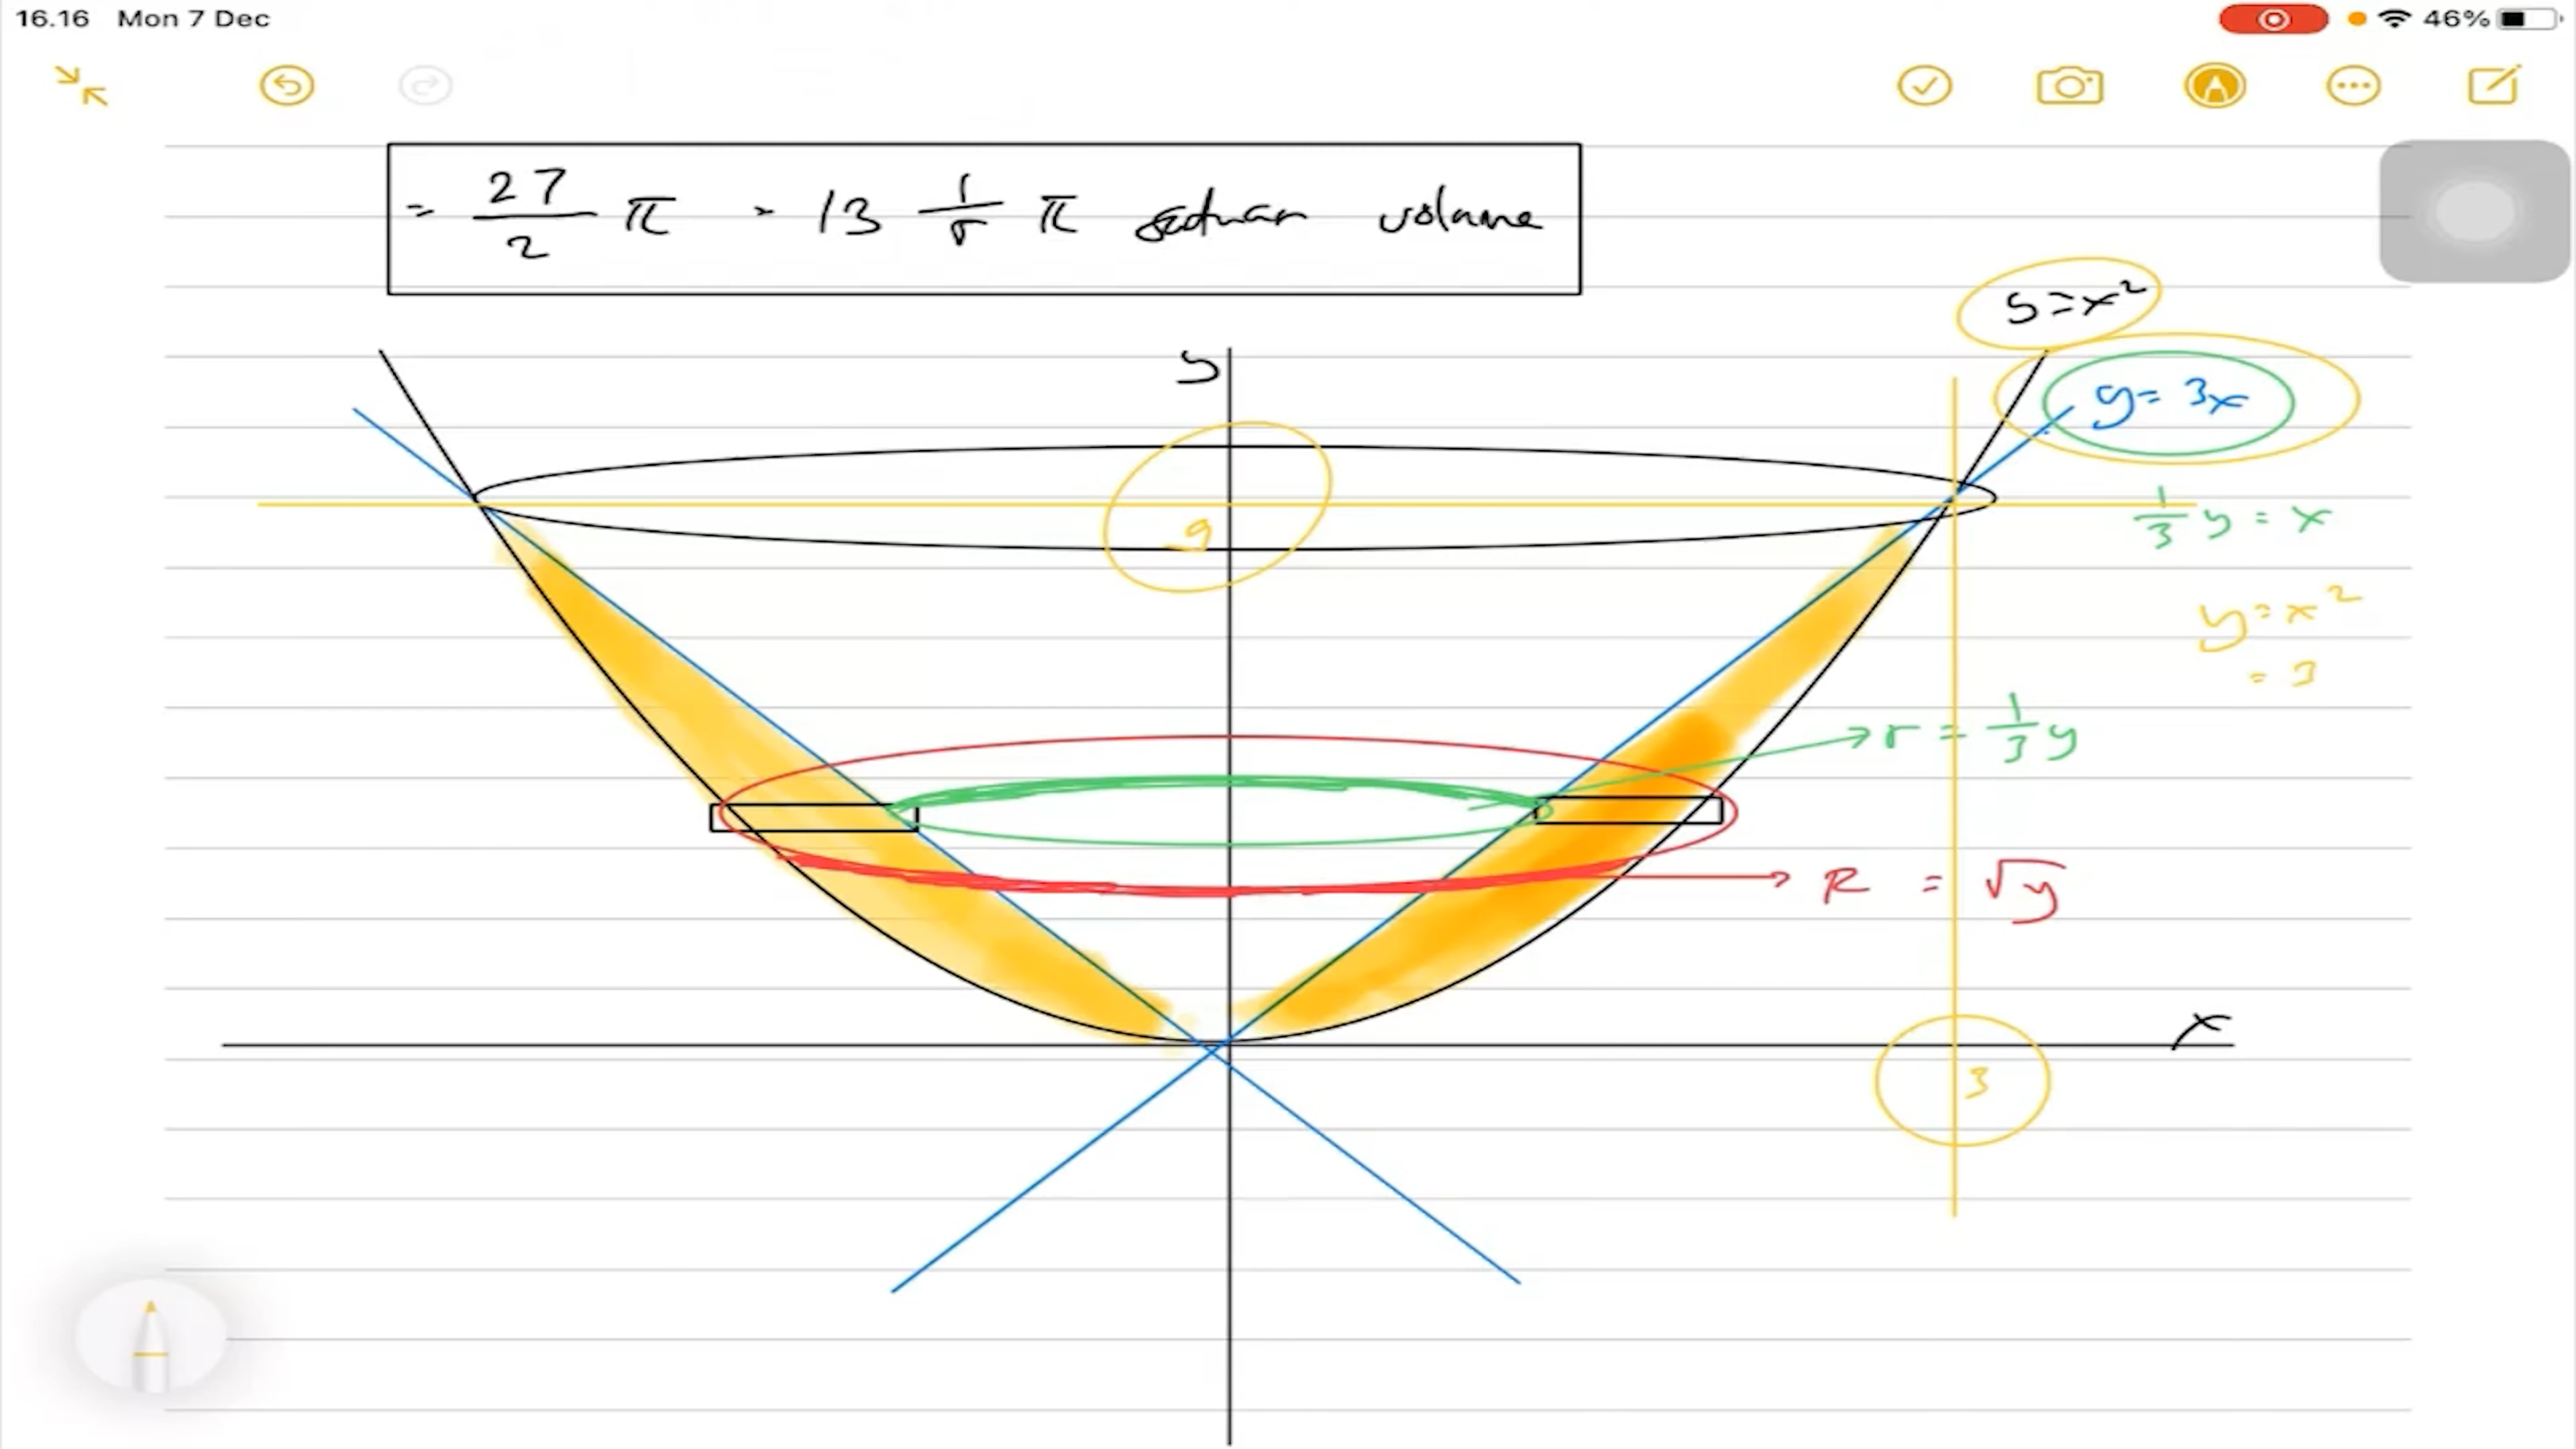 16.16 Mon 7 Dec 46%
= 27/2 π = 13 1/2 π satuan volume
y = x²
y
y = 3x
9
1/3 y = x
y = x²
= 3
r = 1/3 y
R = √y
x
3